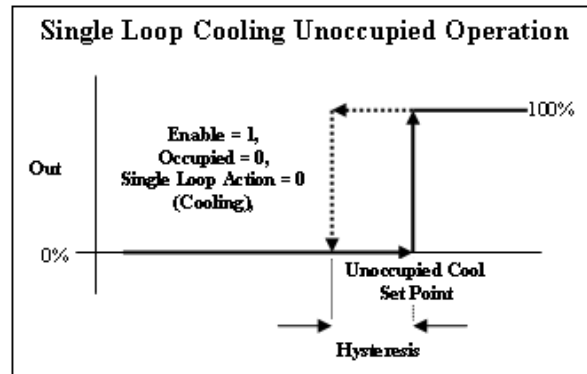 Single Loop Cooling Unoccupied Operation
100%
Enable = 1,
Occupied = 0,
Single Loop Action = 0
(Cooling),
Out
0%
Unoccupied Cool
Set Point
Hysteresis